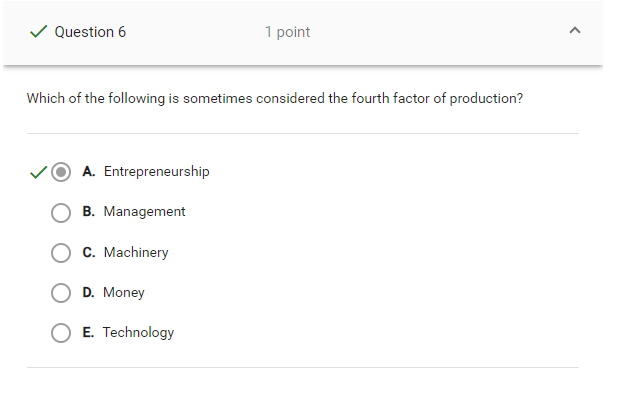 Question 6 1 point
Which of the following is sometimes considered the fourth factor of production?
A. Entrepreneurship
B. Management
C. Machinery
D. Money
E. Technology